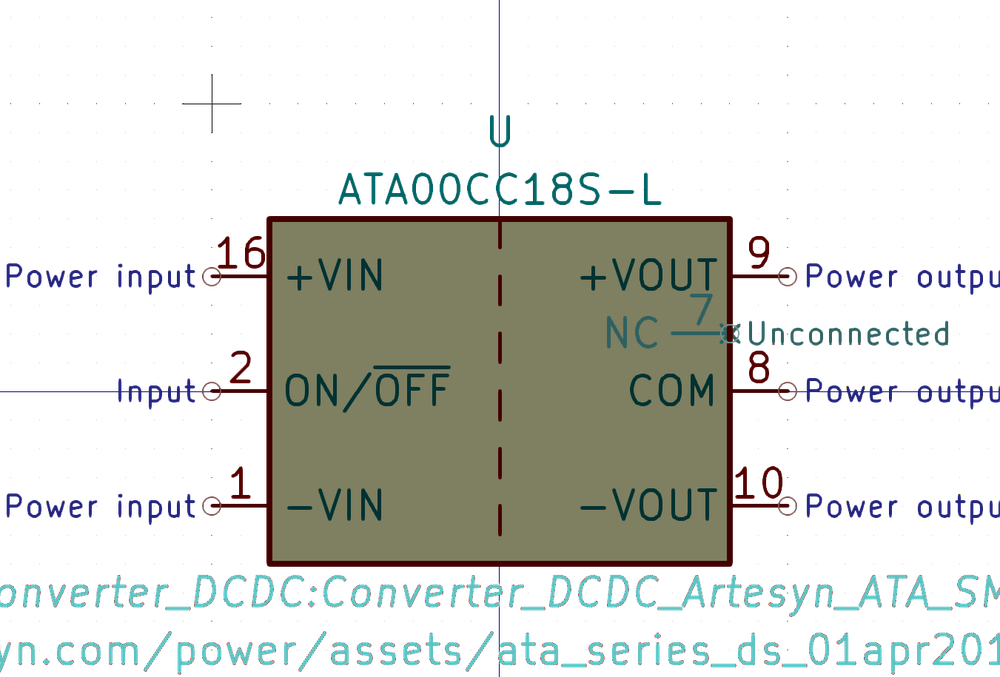 U
ATA00CC18S-L
Power input 16 +VIN +VOUT 9 Power outpu
NC 7 Unconnected
Input 2 ON/OFF COM 8 Power outpu
Power input 1 -VIN -VOUT 10 Power outpu
onverter_DCDC:Converter_DCDC_Artesyn_ATA_SM
yn.com/power/assets/ata_series_ds_01apr201